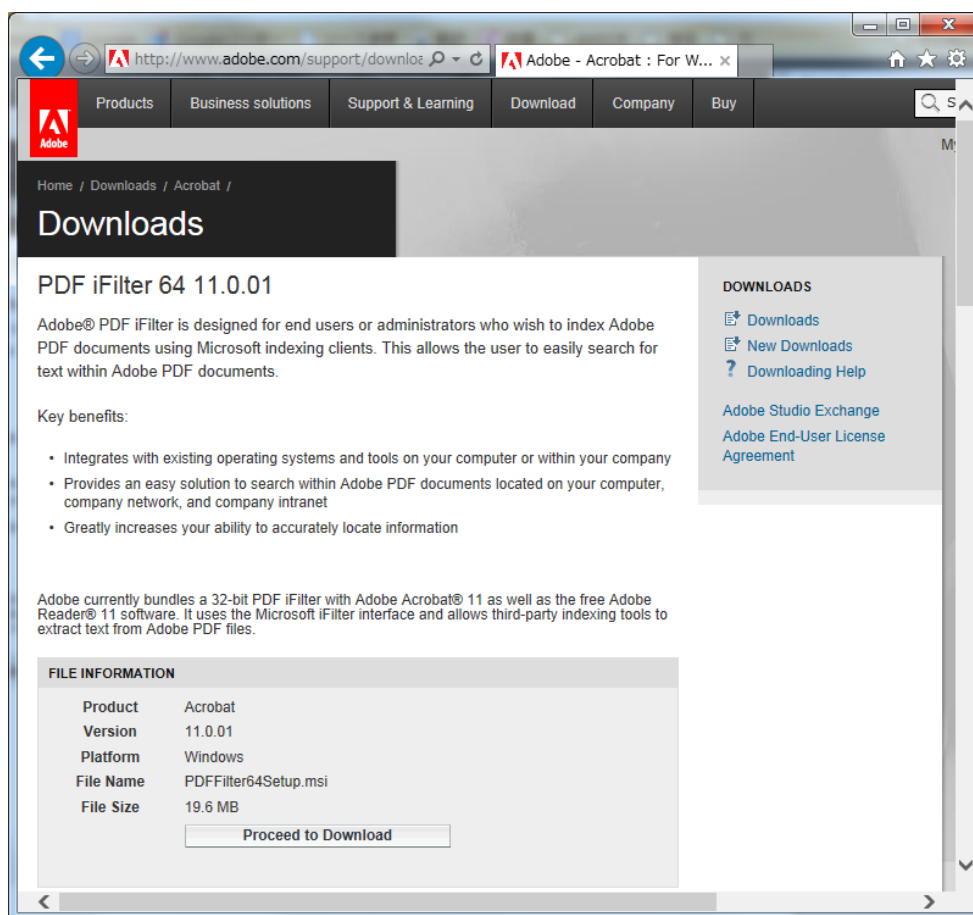 http://www.adobe.com/support/downloa
Adobe - Acrobat : For W...
Adobe
Products
Business solutions
Support & Learning
Download
Company
Buy
S
My
Home / Downloads / Acrobat /
Downloads
PDF iFilter 64 11.0.01
Adobe® PDF iFilter is designed for end users or administrators who wish to index Adobe
PDF documents using Microsoft indexing clients. This allows the user to easily search for
text within Adobe PDF documents.
Key benefits:
• Integrates with existing operating systems and tools on your computer or within your company
• Provides an easy solution to search within Adobe PDF documents located on your computer,
company network, and company intranet
• Greatly increases your ability to accurately locate information
Adobe currently bundles a 32-bit PDF iFilter with Adobe Acrobat® 11 as well as the free Adobe
Reader® 11 software. It uses the Microsoft iFilter interface and allows third-party indexing tools to
extract text from Adobe PDF files.
FILE INFORMATION
Product Acrobat
Version 11.0.01
Platform Windows
File Name PDFFilter64Setup.msi
File Size 19.6 MB
Proceed to Download
DOWNLOADS
Downloads
New Downloads
? Downloading Help
Adobe Studio Exchange
Adobe End-User License
Agreement